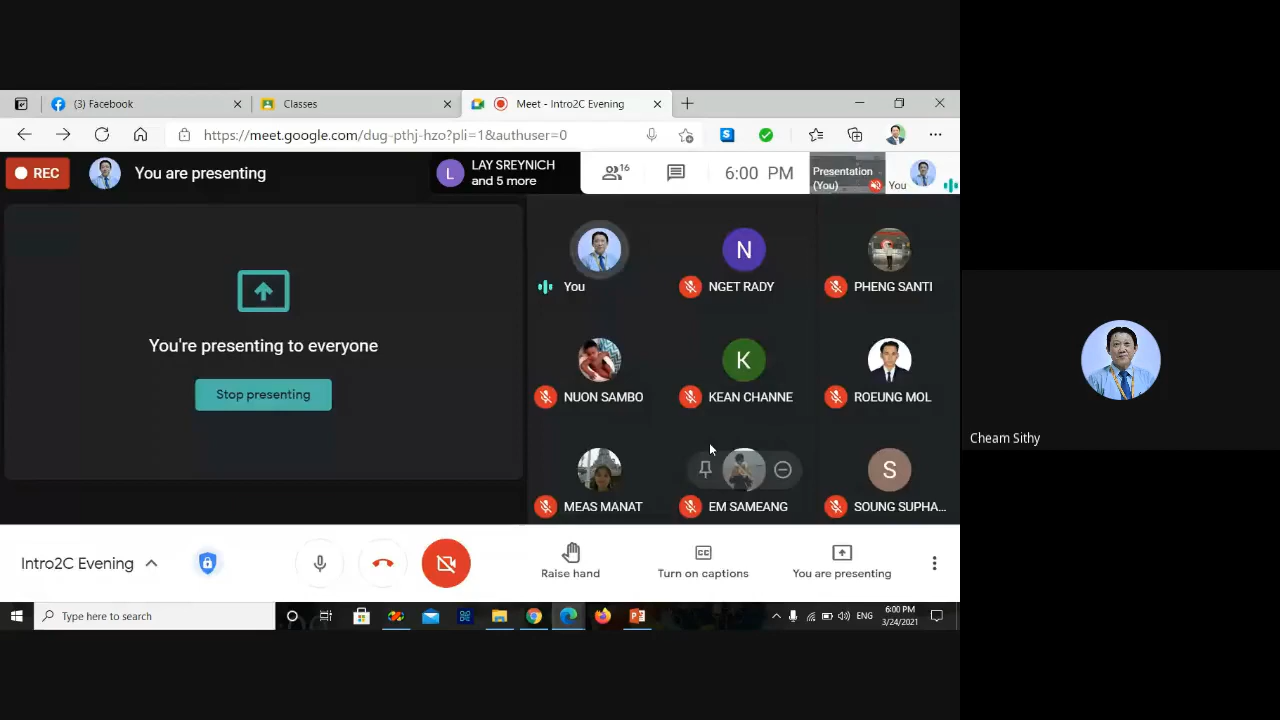 (3) Facebook
Classes
Meet - Intro2C Evening
https://meet.google.com/dug-pthj-hzo?pli=1&authuser=0
REC
You are presenting
L
LAY SREYNICH
and 5 more
16
6:00 PM
Presentation
(You)
You
You're presenting to everyone
Stop presenting
You
N
NGET RADY
PHENG SANTI
NUON SAMBO
K
KEAN CHANNE
ROEUNG MOL
MEAS MANAT
EM SAMEANG
S
SOUNG SUPHA...
Cheam Sithy
Intro2C Evening
Raise hand
CC
Turn on captions
You are presenting
Type here to search
ENG
6:00 PM
3/24/2021